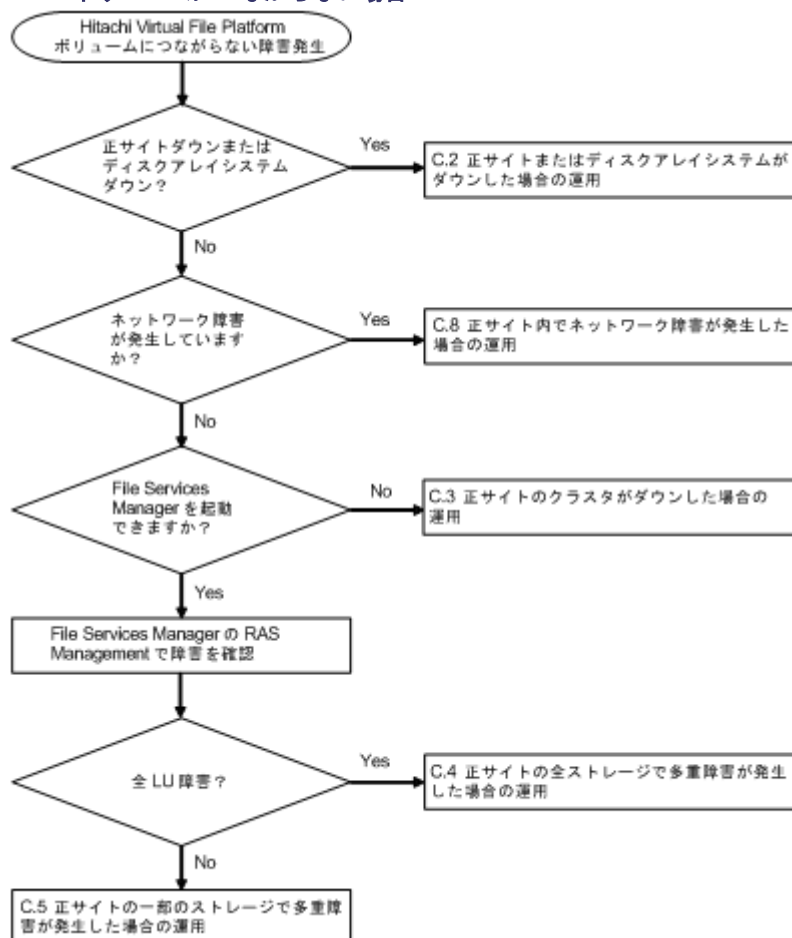 Hitachi Virtual File Platform
ボリュームにつながらない障害発生
正サイトダウンまたは
ディスクアレイシステム
ダウン？
Yes
C.2 正サイトまたはディスクアレイシステムが
ダウンした場合の運用
No
ネットワーク障害
が発生しています
か？
Yes
C.8 正サイト内でネットワーク障害が発生した
場合の運用
No
File Services
Manager を起動
できますか？
No
C.3 正サイトのクラスタがダウンした場合の
運用
Yes
File Services Manager の RAS
Management で障害を確認
全 LU 障害？
Yes
C.4 正サイトの全ストレージで多重障害が発生
した場合の運用
No
C.5 正サイトの一部のストレージで多重障
害が発生した場合の運用